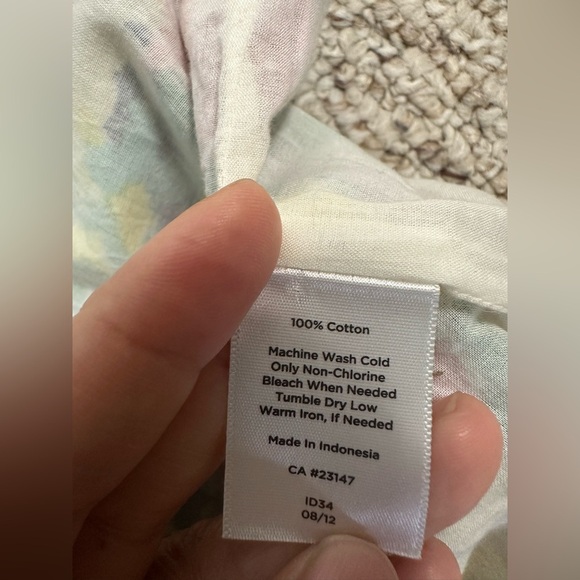 100% Cotton
Machine Wash Cold
Only Non-Chlorine
Bleach When Needed
Tumble Dry Low
Warm Iron, If Needed
Made In Indonesia
CA #23147
ID34
08/12